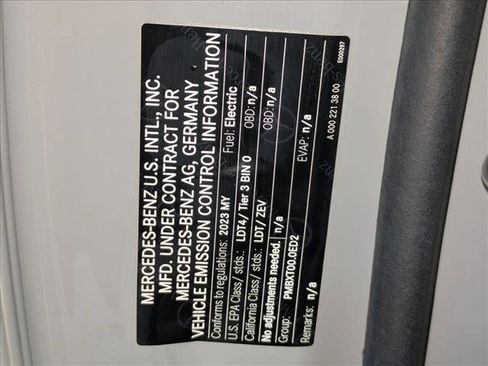 MERCEDES-BENZ U.S. INTL., INC.
MFD. UNDER CONTRACT FOR
MERCEDES-BENZ AG, GERMANY
VEHICLE EMISSION CONTROL INFORMATION
Conforms to regulations: 2023 MY Fuel: Electric
U.S. EPA Class/ stds.: LDT4/ Tier 3 BIN 0 OBD: n/a
California Class/ stds.: LDT/ ZEV OBD: n/a
No adjustments needed. n/a
Group: PMBXT00.0ED2 EVAP: n/a
Remarks: n/a
A 000 221 38 00
E000297